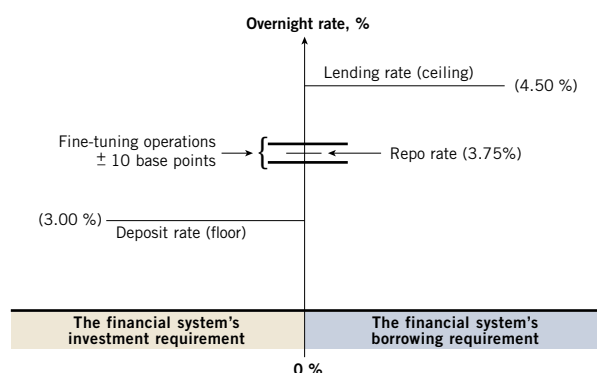 Overnight rate, %
Lending rate (ceiling)
(4.50 %)
Fine-tuning operations
± 10 base points
{
Repo rate (3.75%)
(3.00 %)
Deposit rate (floor)
The financial system's
investment requirement
The financial system's
borrowing requirement
0 %